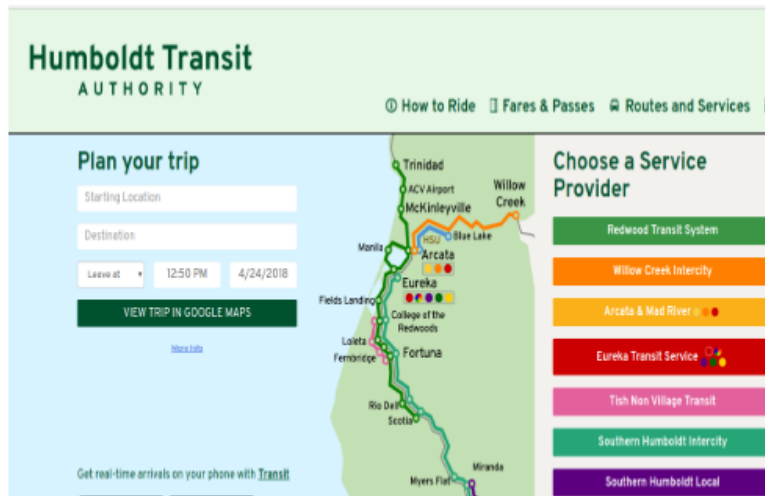 Humboldt Transit
AUTHORITY
How to Ride
Fares & Passes
Routes and Services
Plan your trip
Starting Location
Destination
Leave at
12:50 PM
4/24/2018
VIEW TRIP IN GOOGLE MAPS
More Info
Get real-time arrivals on your phone with Transit
Trinidad
ACV Airport
McKinleyville
Willow
Creek
HSU
Blue Lake
Manila
Arcata
Eureka
Fields Landing
College of the
Redwoods
Loleta
Fernbridge
Fortuna
Rio Dell
Scotia
Miranda
Myers Flat
Choose a Service
Provider
Redwood Transit System
Willow Creek Intercity
Arcata & Mad River
Eureka Transit Service
Tish Non Village Transit
Southern Humboldt Intercity
Southern Humboldt Local